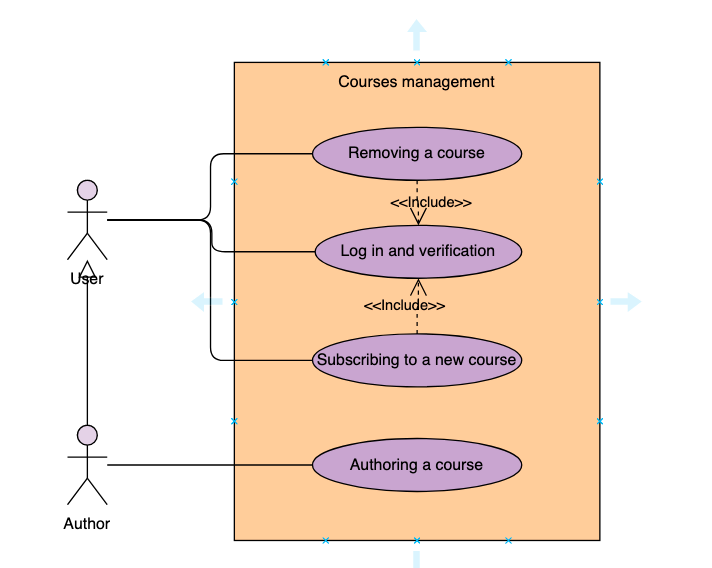 Courses management
Removing a course
<<Include>>
Log in and verification
User
<<Include>>
Subscribing to a new course
Authoring a course
Author